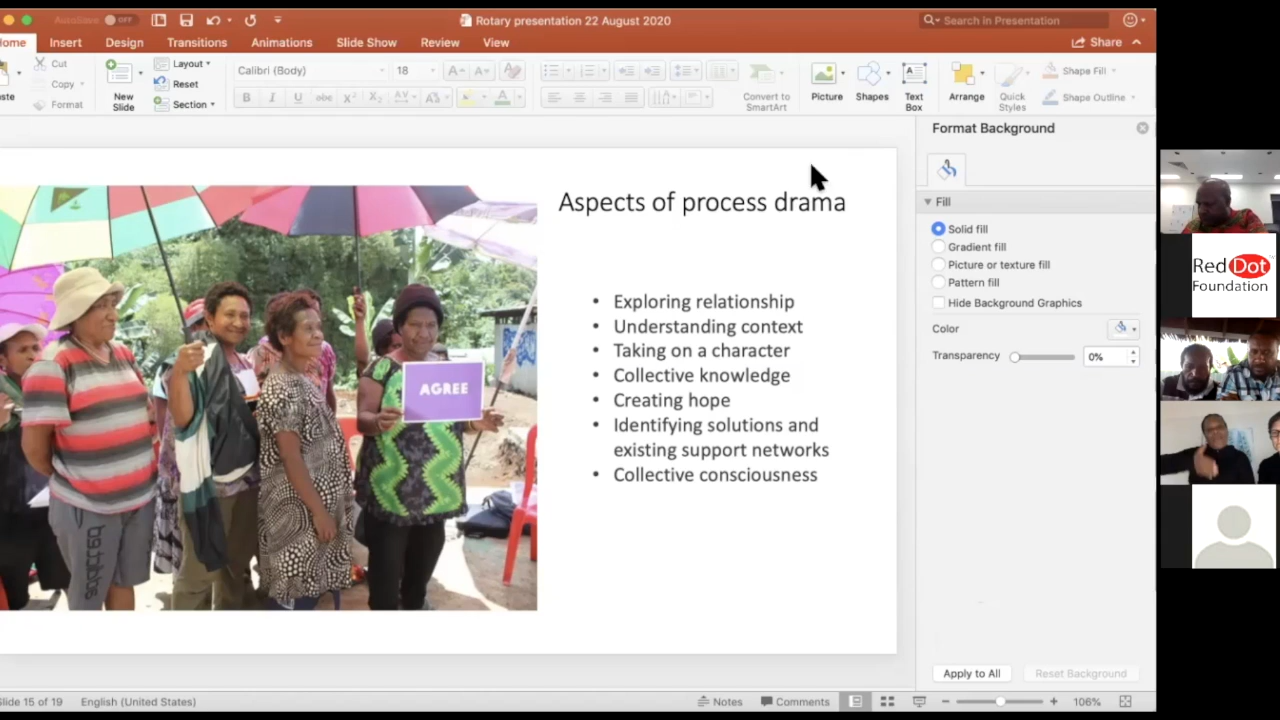 AutoSave OFF
Rotary presentation 22 August 2020
Search in Presentation
Home Insert Design Transitions Animations Slide Show Review View
Share
Cut
Copy
Format
New
Slide
Layout
Reset
Section
Calibri (Body)
18
Convert to
SmartArt
Picture
Shapes
Text
Box
Arrange
Quick
Styles
Shape Fill
Shape Outline
Format Background
Fill
Solid fill
Gradient fill
Picture or texture fill
Pattern fill
Hide Background Graphics
Color
Transparency
0%
Apply to All
Reset Background
Aspects of process drama
• Exploring relationship
• Understanding context
• Taking on a character
• Collective knowledge
• Creating hope
• Identifying solutions and
existing support networks
• Collective consciousness
AGREE
Red Dot
Foundation
Slide 15 of 19
English (United States)
Notes
Comments
106%